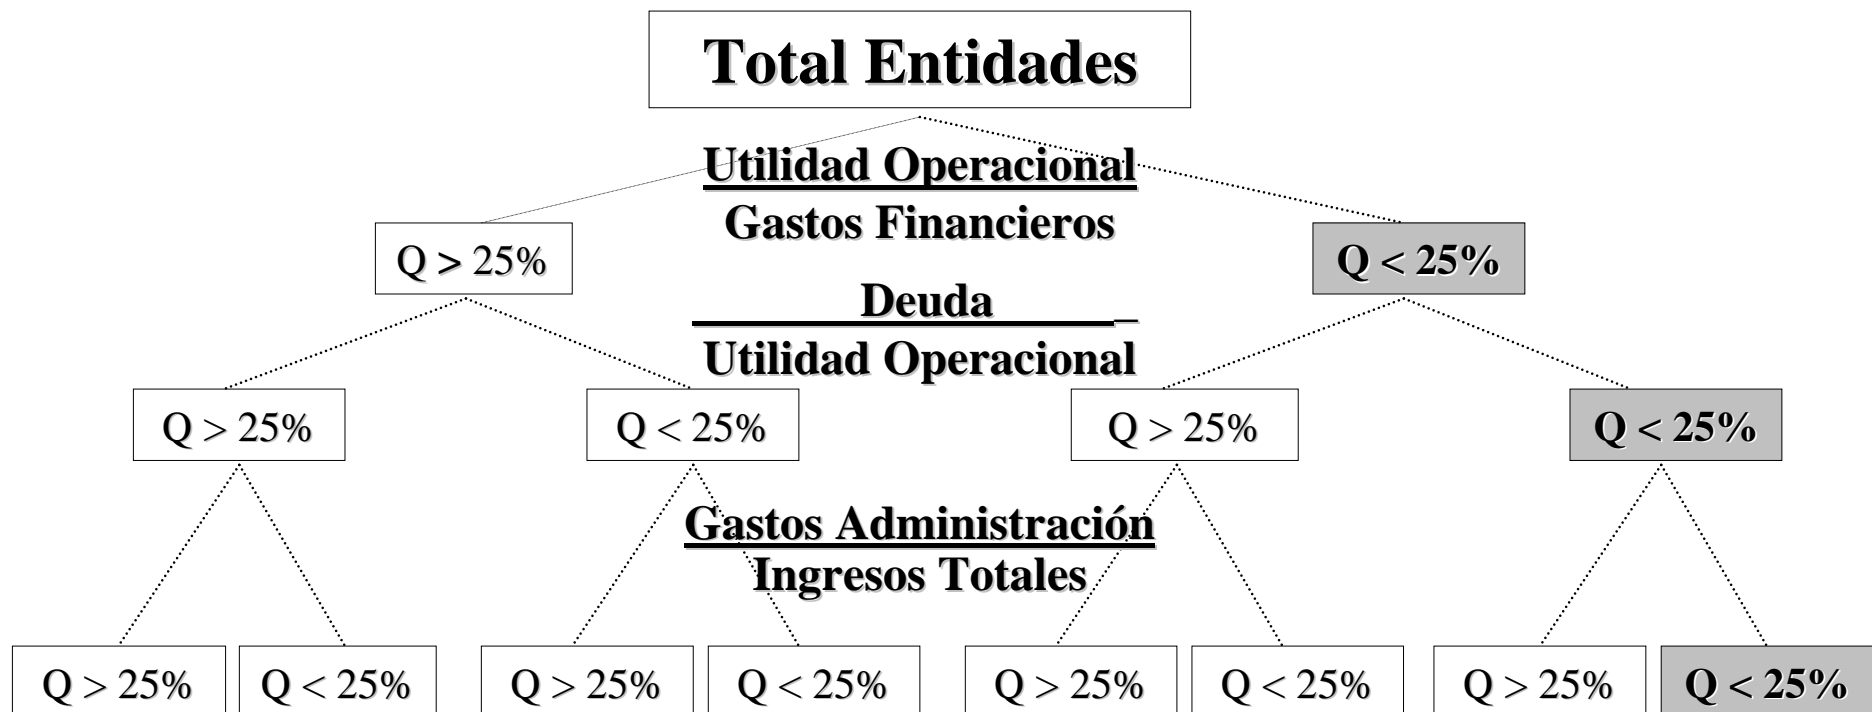 Total Entidades
Utilidad Operacional
Gastos Financieros
Q > 25%
Q < 25%
Deuda
Utilidad Operacional
Q > 25%
Q < 25%
Q > 25%
Q < 25%
Gastos Administración
Ingresos Totales
Q > 25%
Q < 25%
Q > 25%
Q < 25%
Q > 25%
Q < 25%
Q > 25%
Q < 25%